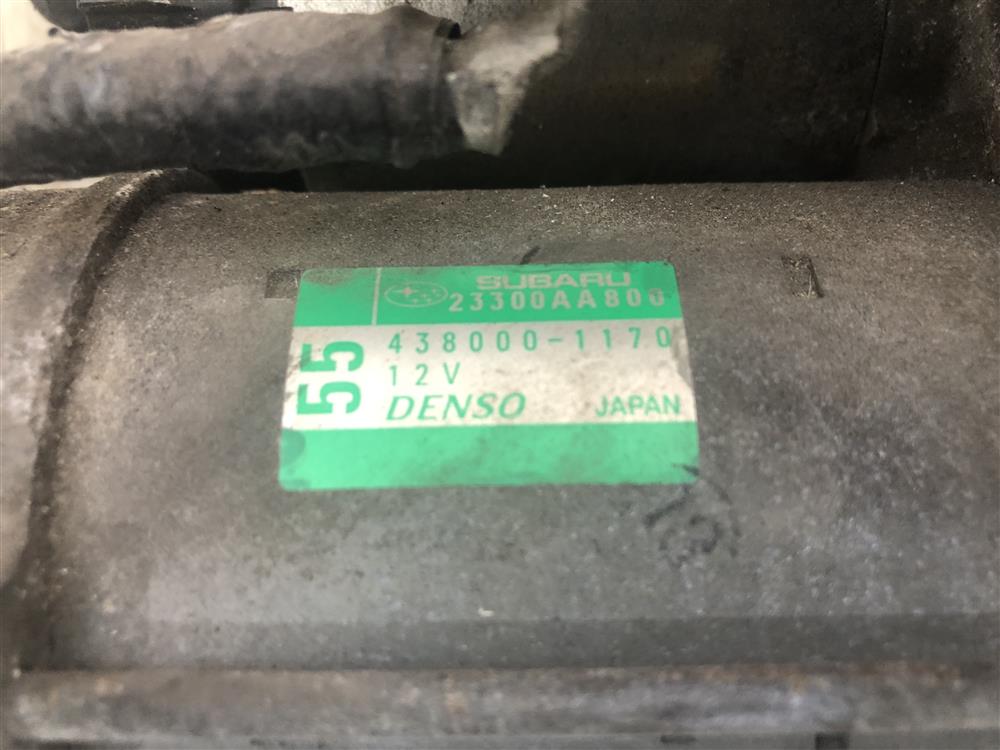 SUBARU
23300AA800
438000-1170
55
12V
DENSO JAPAN